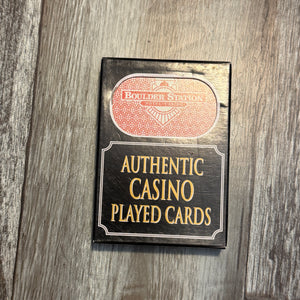 BOULDER STATION
AUTHENTIC
CASINO
PLAYED CARDS